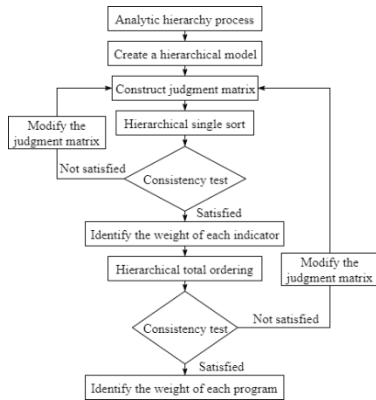 Analytic hierarchy process
Create a hierarchical model
Construct judgment matrix
Modify the
judgment matrix
Hierarchical single sort
Not satisfied
Consistency test
Satisfied
Identify the weight of each indicator
Hierarchical total ordering
Modify the
judgment matrix
Consistency test
Not satisfied
Satisfied
Identify the weight of each program